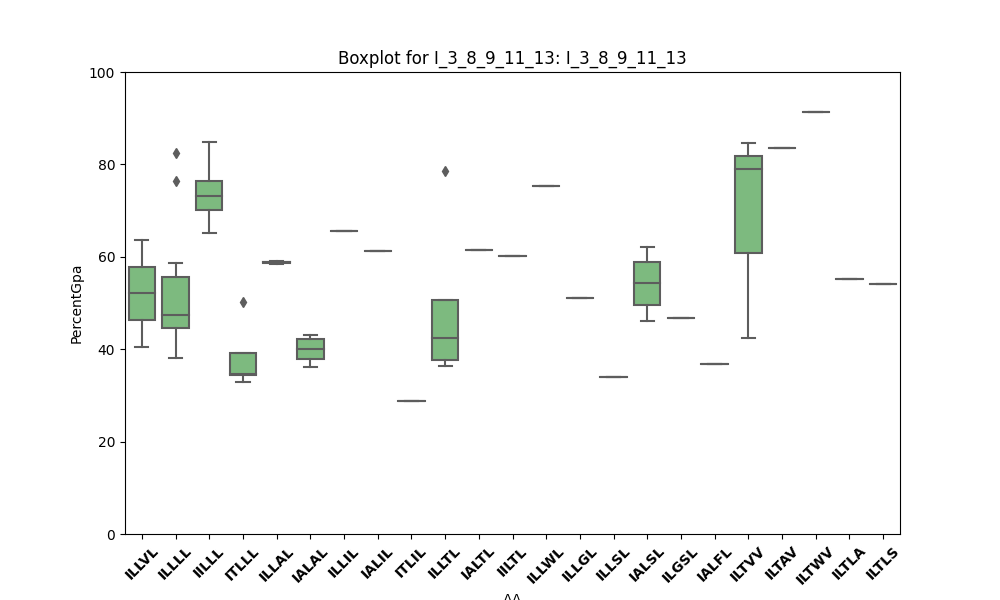 Boxplot for I_3_8_9_11_13: I_3_8_9_11_13
100
80
60
40
20
0
PercentGpa
ILLVL ILLLL IILLL ITLLL ILLAL IALAL ILLIL IALIL ITLIL ILLTL IALTL IILTL ILLWL ILLGL ILLSL IALSL ILGSL IALFL ILTVV ILTAV ILTWV ILTLA ILTLS
AA